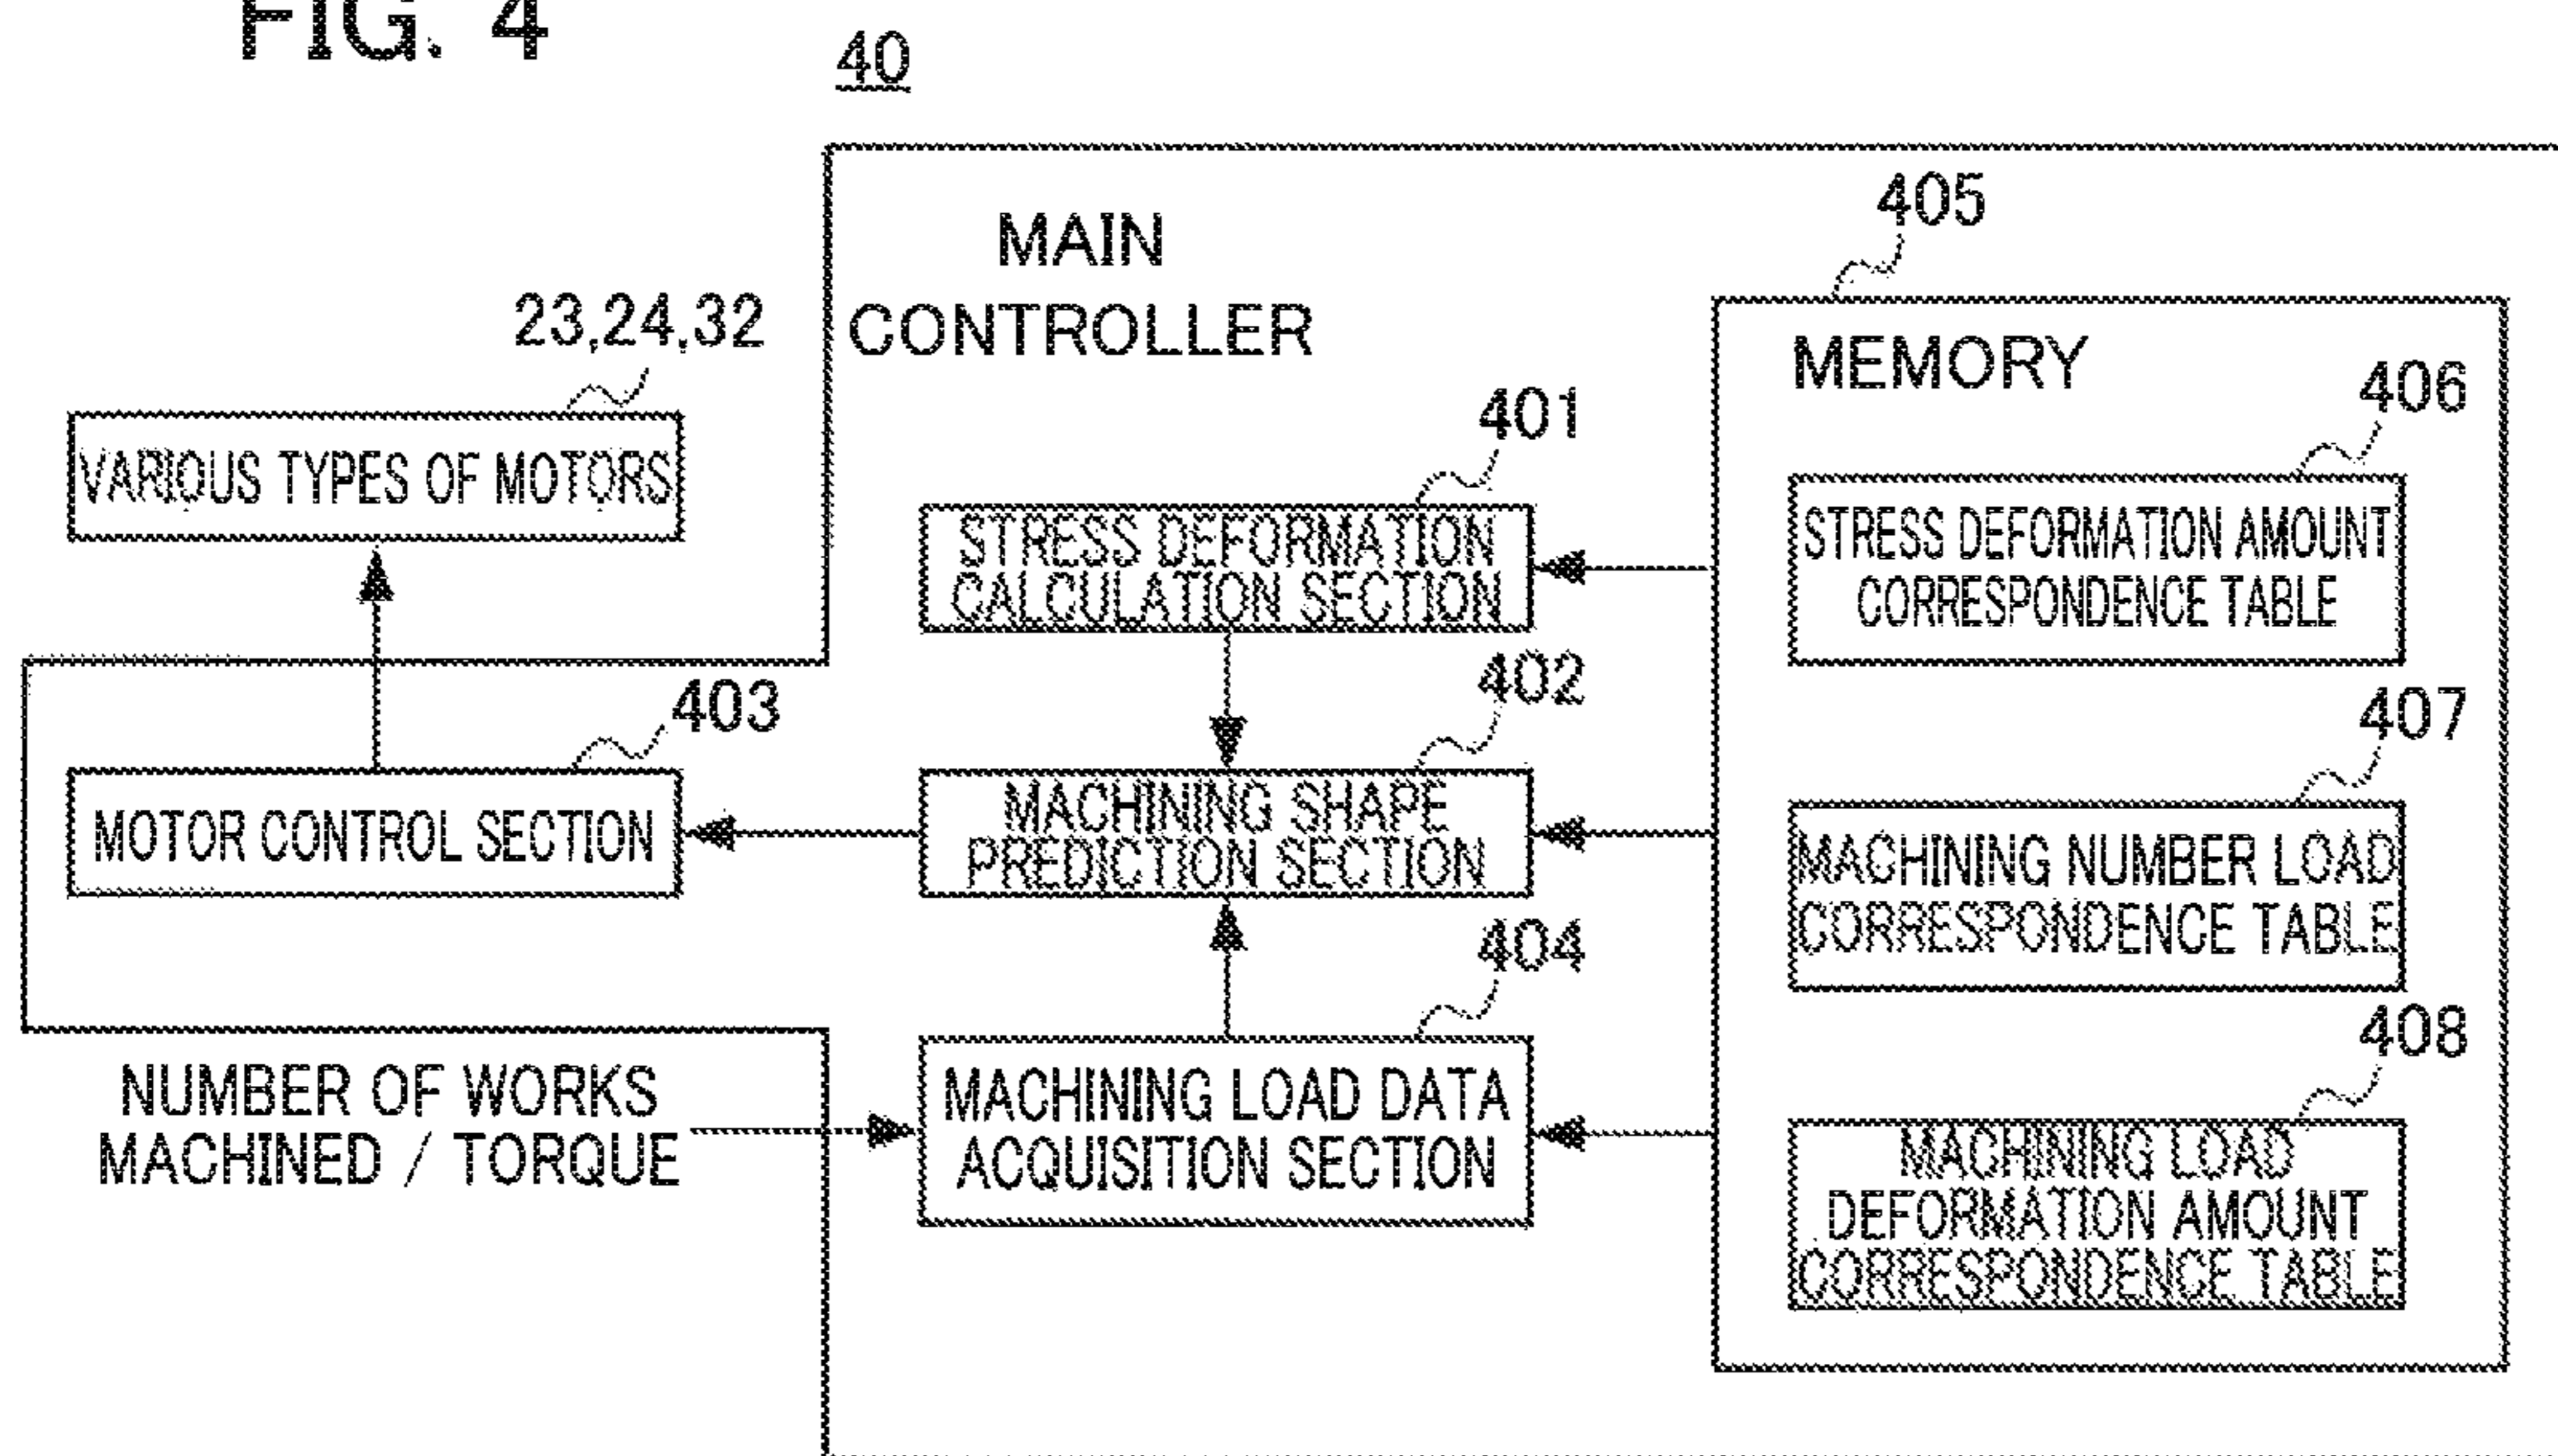 FIG. 4
40
MAIN
CONTROLLER
405
MEMORY
23,24,32
VARIOUS TYPES OF MOTORS
401
STRESS DEFORMATION
CALCULATION SECTION
406
STRESS DEFORMATION AMOUNT
CORRESPONDENCE TABLE
403
MOTOR CONTROL SECTION
402
MACHINING SHAPE
PREDICTION SECTION
407
MACHINING NUMBER LOAD
CORRESPONDENCE TABLE
NUMBER OF WORKS
MACHINED / TORQUE
404
MACHINING LOAD DATA
ACQUISITION SECTION
408
MACHINING LOAD
DEFORMATION AMOUNT
CORRESPONDENCE TABLE